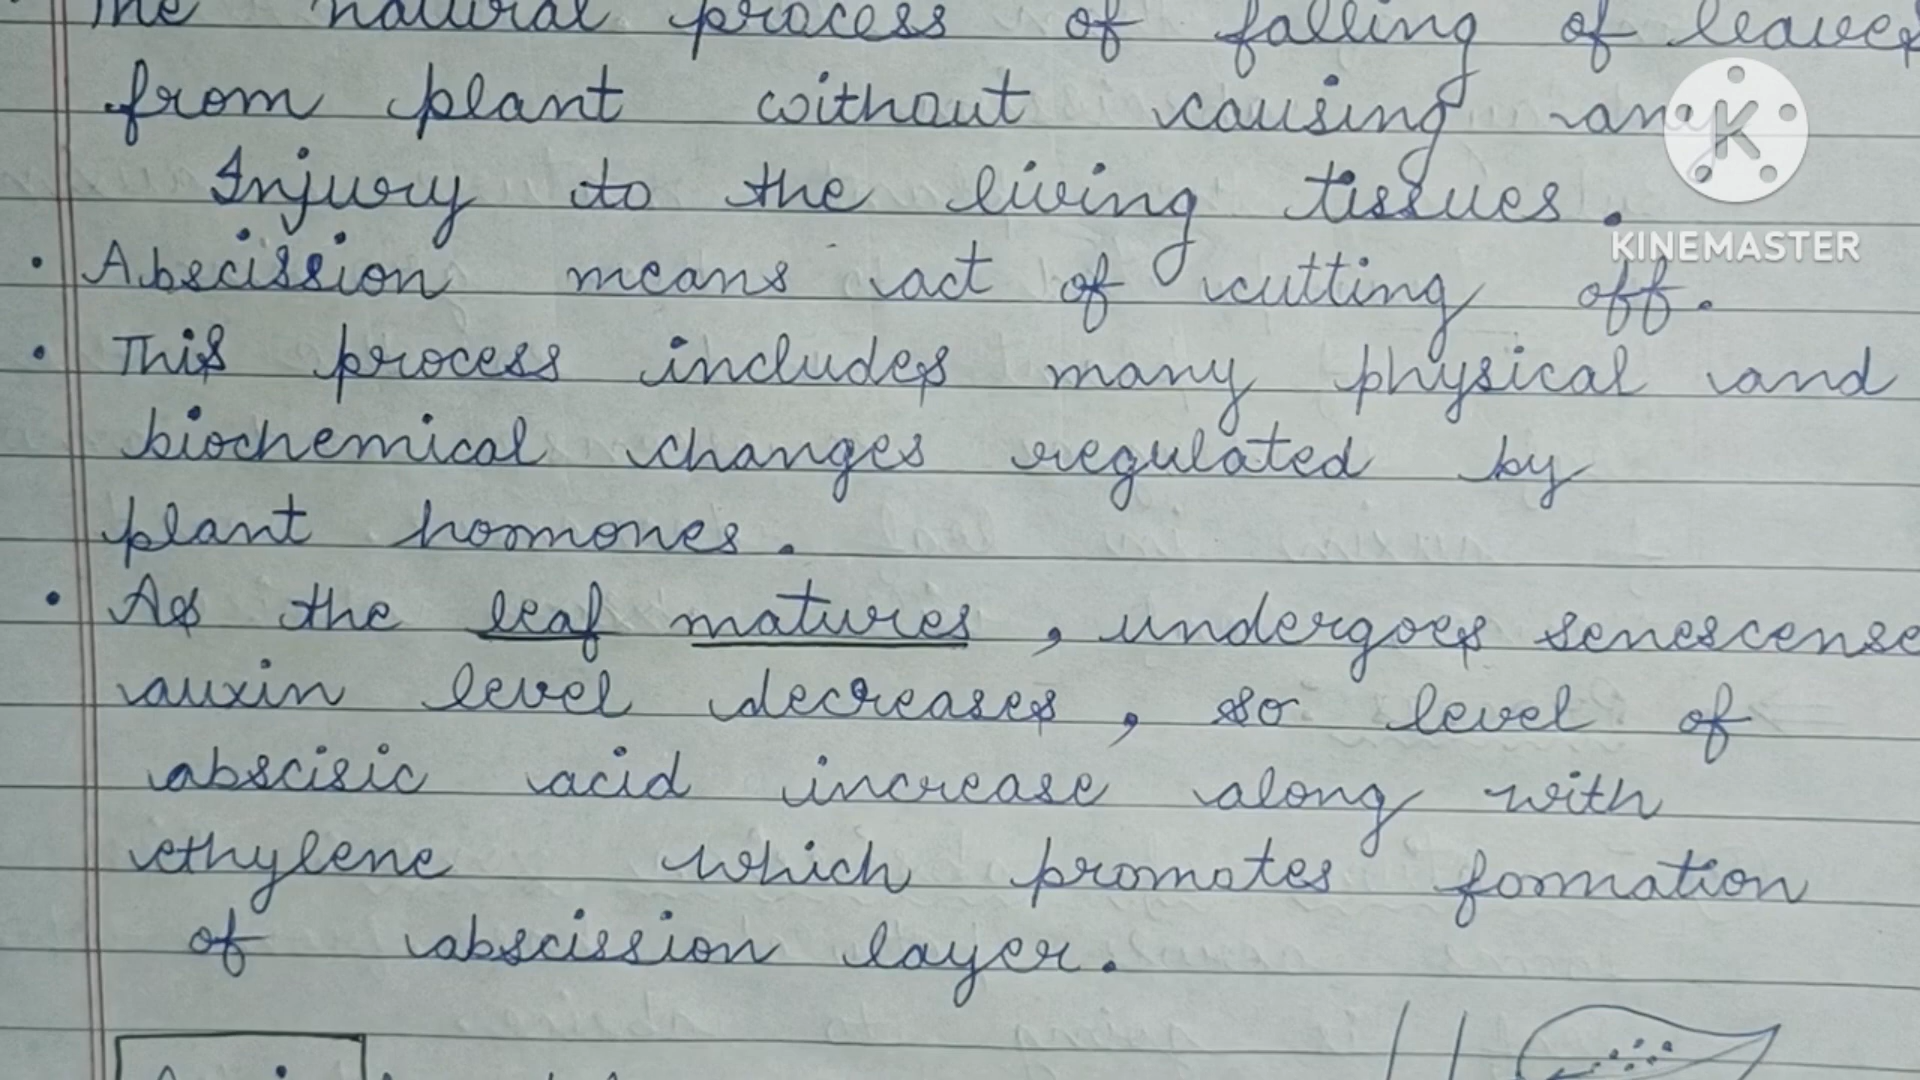 The natural process of falling of leaves
from plant without causing any
Injury to the living tissues.
KINEMASTER
• Abscission means act of cutting off.
• This process includes many physical and
biochemical changes regulated by
plant hormones.
• As the leaf matures, undergoes senescense
auxin level decreases, so level of
abscisic acid increase along with
ethylene which promotes formation
of abscission layer.